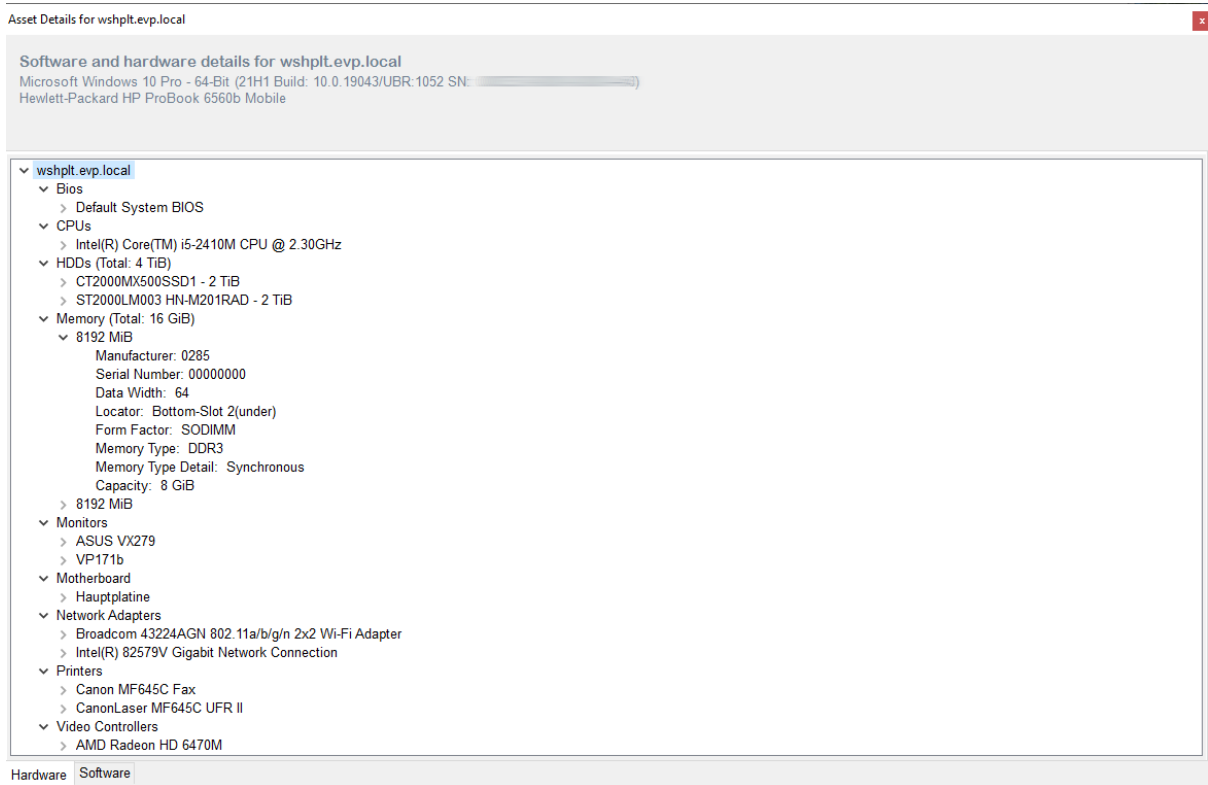 Asset Details for wshplt.evp.local
x
Software and hardware details for wshplt.evp.local
Microsoft Windows 10 Pro - 64-Bit (21H1 Build: 10.0.19043/UBR:1052 SN: )
Hewlett-Packard HP ProBook 6560b Mobile
wshplt.evp.local
Bios
Default System BIOS
CPUs
Intel(R) Core(TM) i5-2410M CPU @ 2.30GHz
HDDs (Total: 4 TiB)
CT2000MX500SSD1 - 2 TiB
ST2000LM003 HN-M201RAD - 2 TiB
Memory (Total: 16 GiB)
8192 MiB
Manufacturer: 0285
Serial Number: 00000000
Data Width: 64
Locator: Bottom-Slot 2(under)
Form Factor: SODIMM
Memory Type: DDR3
Memory Type Detail: Synchronous
Capacity: 8 GiB
8192 MiB
Monitors
ASUS VX279
VP171b
Motherboard
Hauptplatine
Network Adapters
Broadcom 43224AGN 802.11a/b/g/n 2x2 Wi-Fi Adapter
Intel(R) 82579V Gigabit Network Connection
Printers
Canon MF645C Fax
CanonLaser MF645C UFR II
Video Controllers
AMD Radeon HD 6470M
Hardware Software